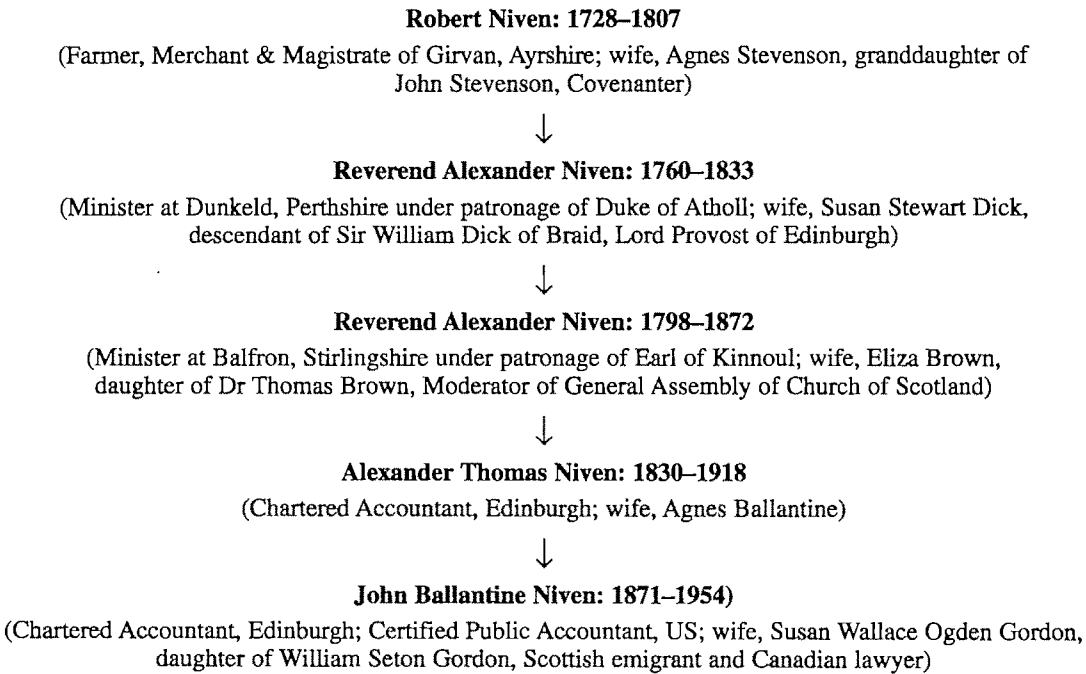 Robert Niven: 1728–1807
(Farmer, Merchant & Magistrate of Girvan, Ayrshire; wife, Agnes Stevenson, granddaughter of
John Stevenson, Covenanter)
↓
Reverend Alexander Niven: 1760–1833
(Minister at Dunkeld, Perthshire under patronage of Duke of Atholl; wife, Susan Stewart Dick,
descendant of Sir William Dick of Braid, Lord Provost of Edinburgh)
↓
Reverend Alexander Niven: 1798–1872
(Minister at Balfron, Stirlingshire under patronage of Earl of Kinnoul; wife, Eliza Brown,
daughter of Dr Thomas Brown, Moderator of General Assembly of Church of Scotland)
↓
Alexander Thomas Niven: 1830–1918
(Chartered Accountant, Edinburgh; wife, Agnes Ballantine)
↓
John Ballantine Niven: 1871–1954)
(Chartered Accountant, Edinburgh; Certified Public Accountant, US; wife, Susan Wallace Ogden Gordon,
daughter of William Seton Gordon, Scottish emigrant and Canadian lawyer)